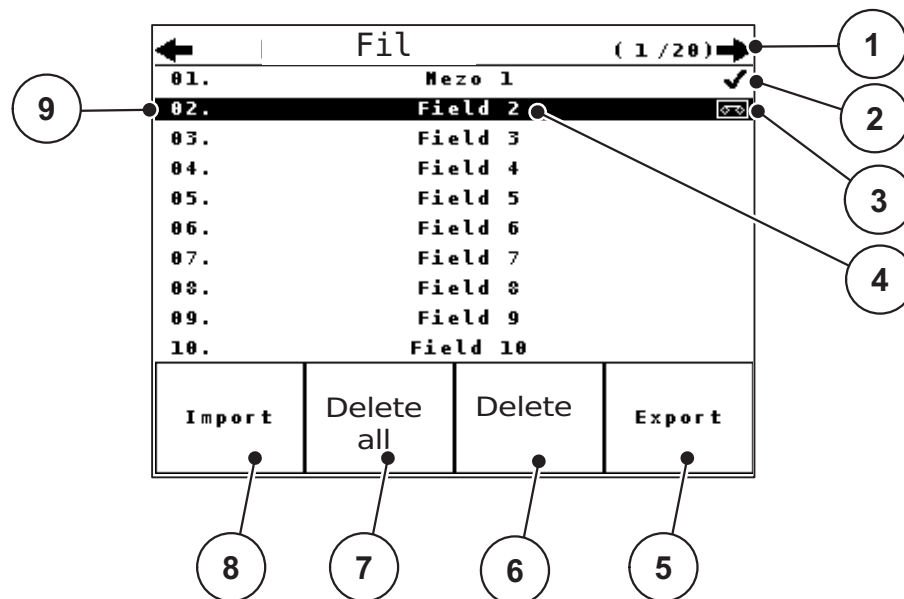 Fil (1/20)
1
01. Mezo 1
2
9
02. Field 2
3
03. Field 3
04. Field 4
4
05. Field 5
06. Field 6
07. Field 7
08. Field 8
09. Field 9
10. Field 10
Import
Delete all
Delete
Export
8
7
6
5